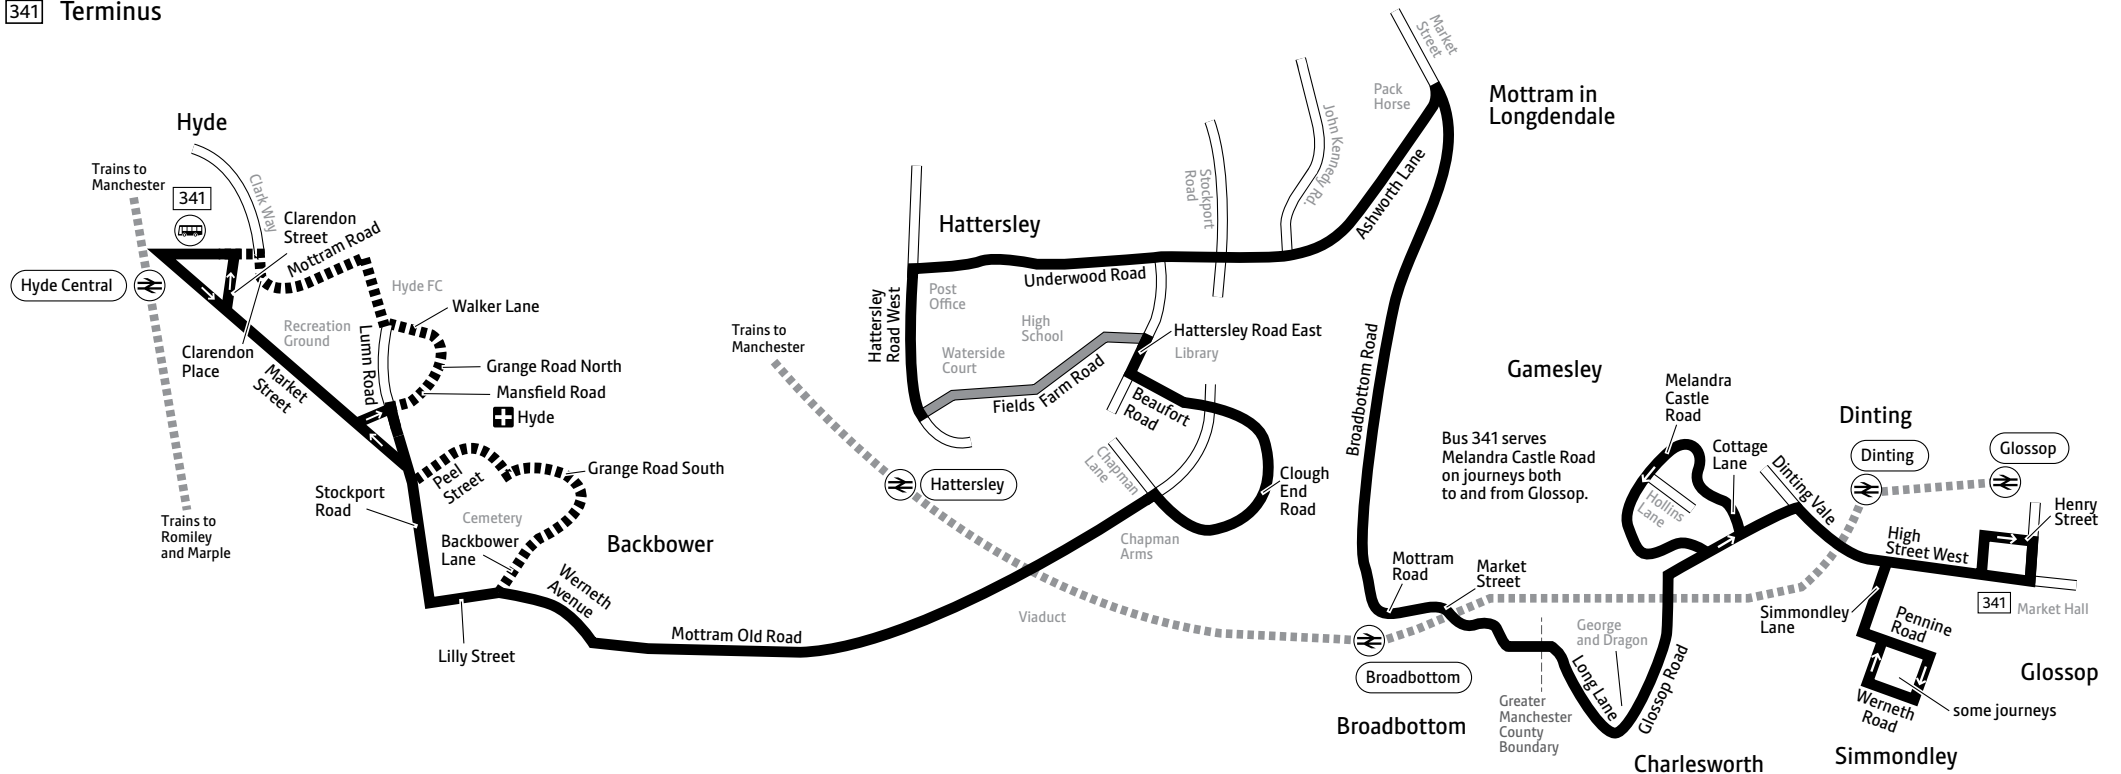 341 Terminus
Market
Street
Pack
Horse
Mottram in
Longdendale
Hyde
Trains to
Manchester
341
Clark Way
Clarendon
Street
Mottram Road
Hyde Central
Hyde FC
Walker Lane
Recreation
Ground
Lumn Road
Clarendon
Place
Market
Street
Grange Road North
Mansfield Road
Hyde
Peel
Street
Grange Road South
Stockport
Road
Cemetery
Backbower
Lane
Backbower
Trains to
Romiley
and Marple
Werneth
Avenue
Lilly Street
Mottram Old Road
Hattersley
Stockport
Road
John Kennedy Rd.
Ashworth Lane
Underwood Road
Post
Office
Hattersley
Road West
High
School
Waterside
Court
Fields Farm Road
Hattersley Road East
Library
Trains to
Manchester
Beaufort
Road
Chapman
Lane
Clough
End
Road
Hattersley
Chapman
Arms
Viaduct
Broadbottom Road
Gamesley
Melandra
Castle
Road
Bus 341 serves
Melandra Castle Road
on journeys both
to and from Glossop.
Cottage
Lane
Hollins
Lane
Dinting Vale
Dinting
Dinting
Glossop
Henry
Street
High
Street West
341
Market Hall
Mottram
Road
Market
Street
Simmondley
Lane
Pennine
Road
Werneth
Road
some journeys
Glossop
Simmondley
George
and Dragon
Long Lane
Glossop Road
Greater
Manchester
County
Boundary
Broadbottom
Broadbottom
Charlesworth